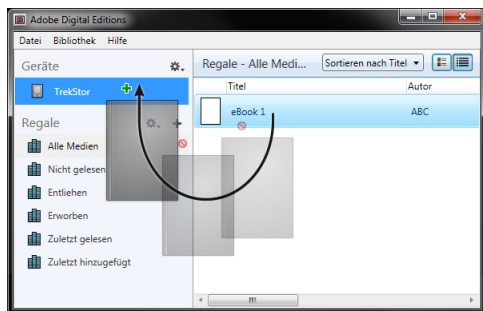 Adobe Digital Editions
Datei Bibliothek Hilfe
Geräte
TrekStor
Regale
Alle Medien
Nicht gelesen
Entliehen
Erworben
Zuletzt gelesen
Zuletzt hinzugefügt
Regale - Alle Medi...
Sortieren nach Titel
Titel Autor
eBook 1 ABC